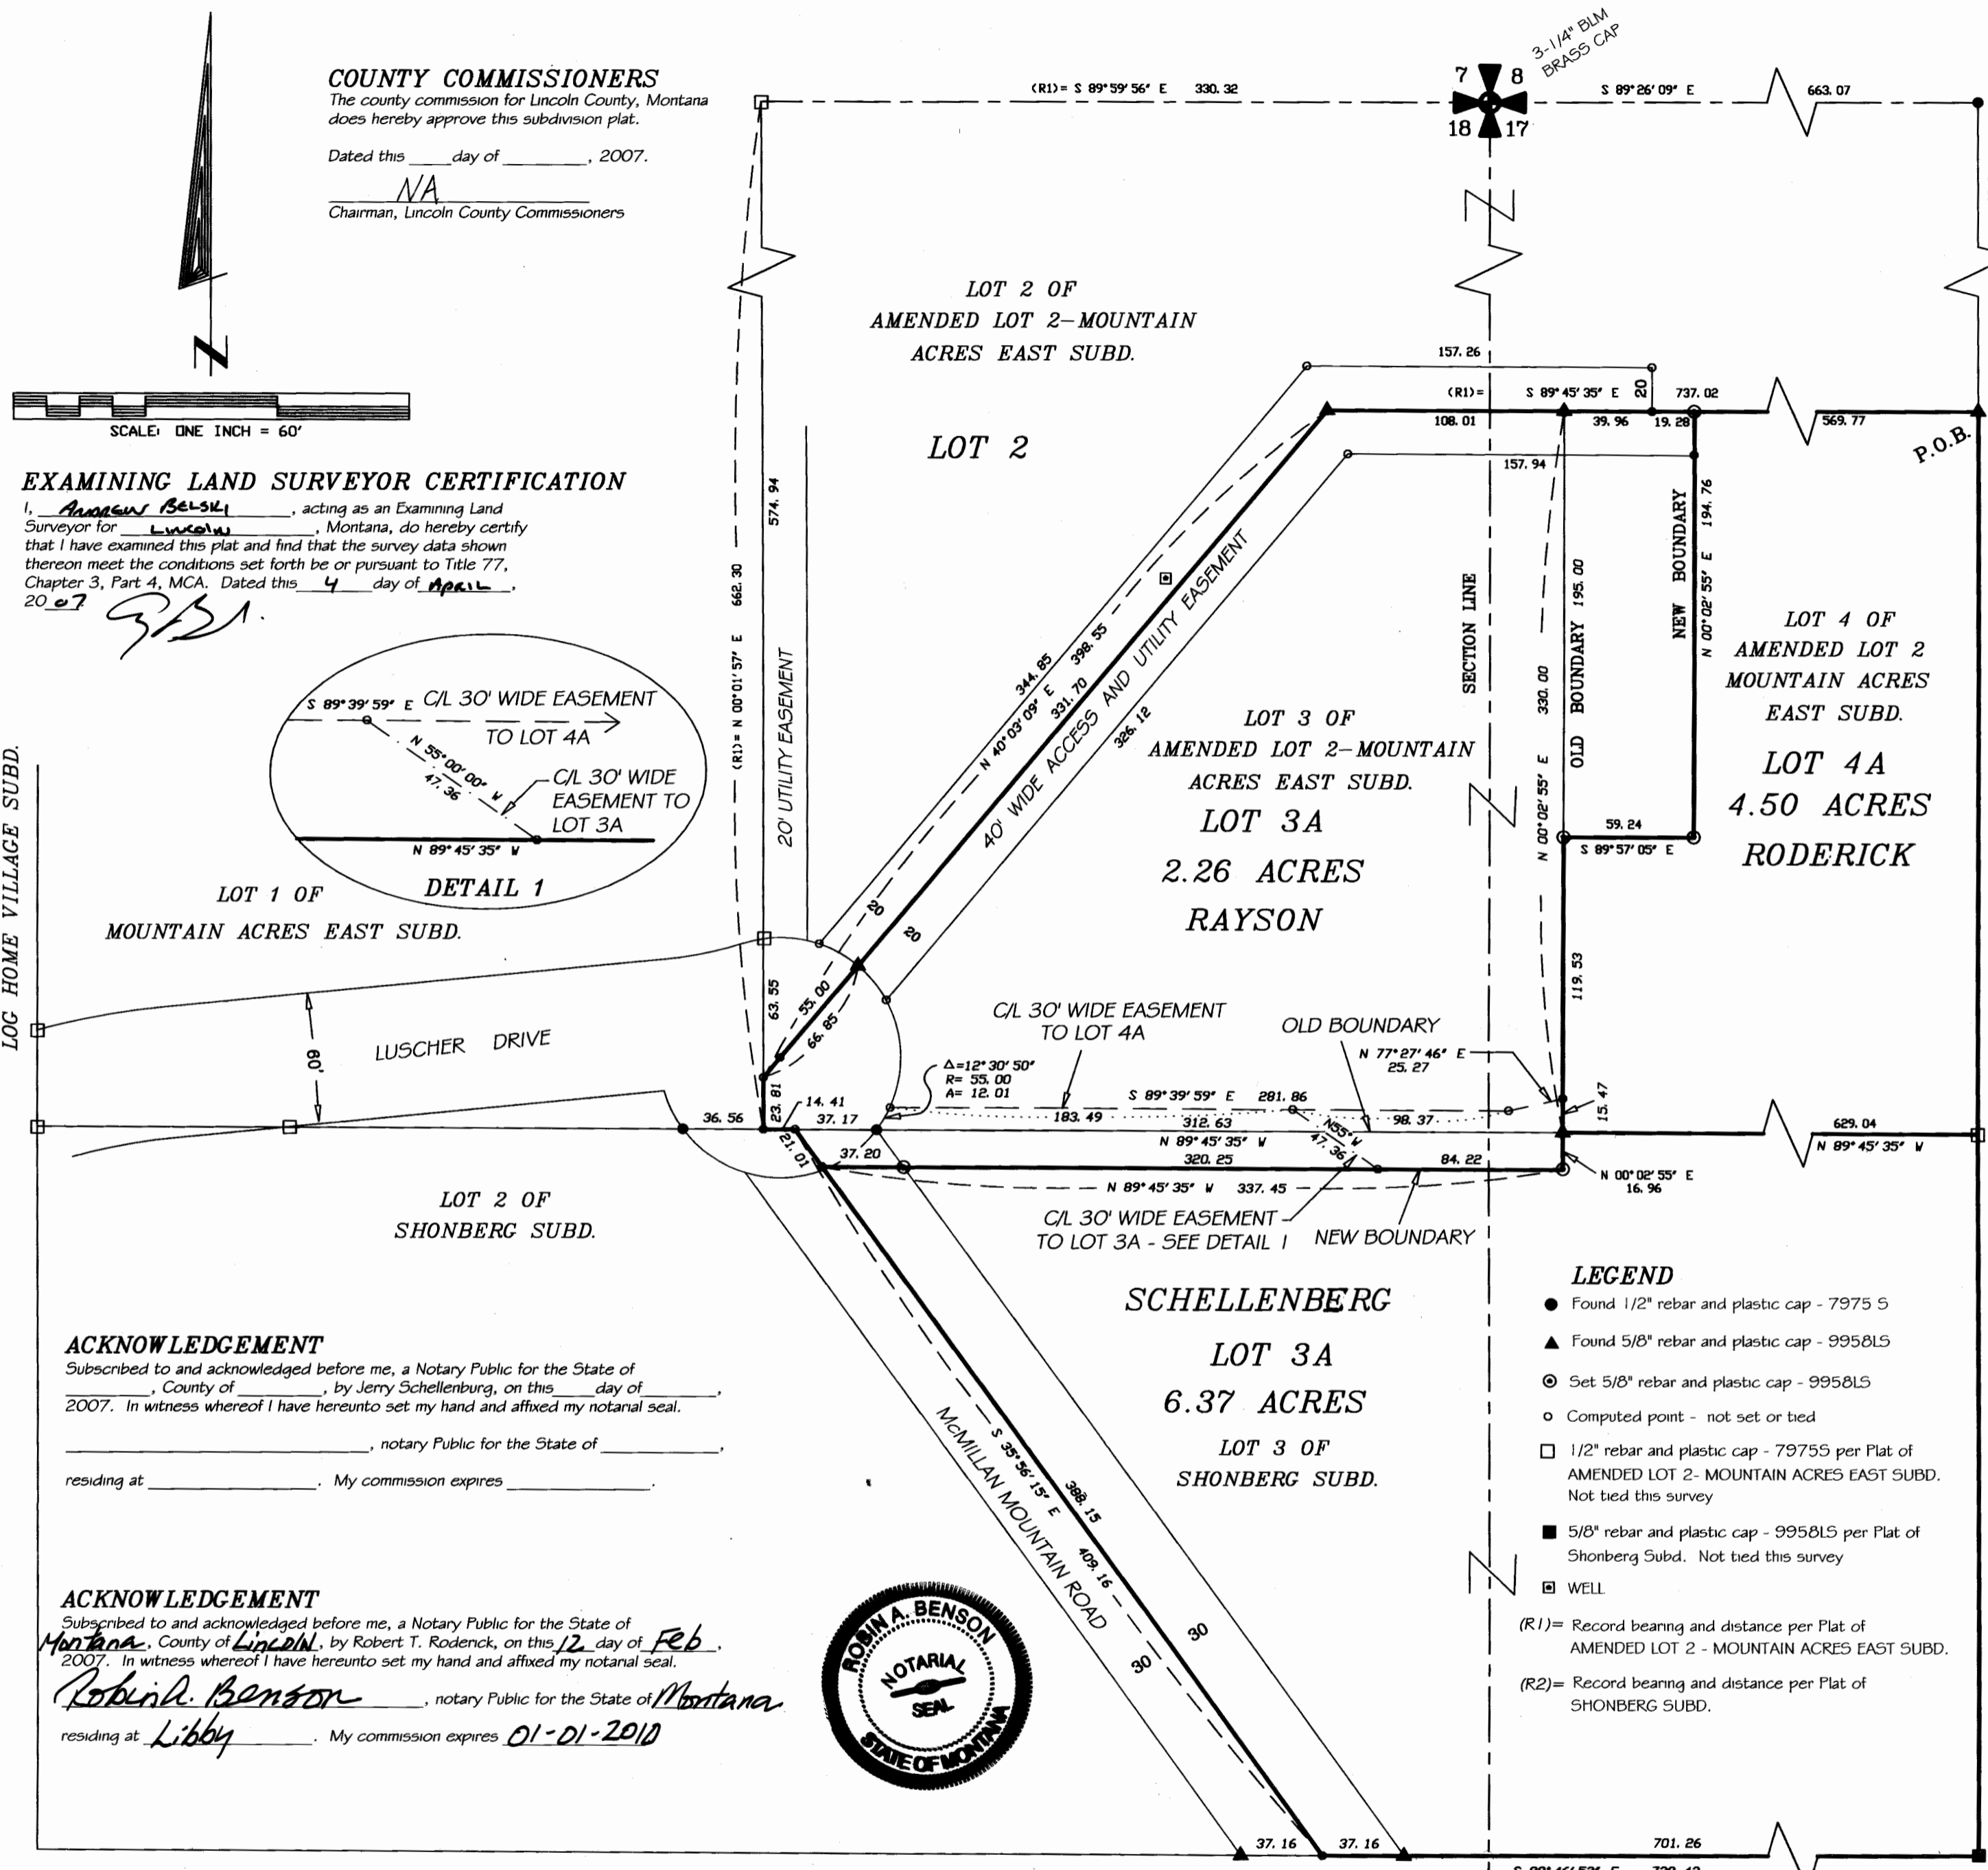 COUNTY COMMISSIONERS
The county commission for Lincoln County, Montana
does hereby approve this subdivision plat.
Dated this ____ day of ________, 2007.
NA
Chairman, Lincoln County Commissioners
N
SCALE: ONE INCH = 60'
EXAMINING LAND SURVEYOR CERTIFICATION
I, Andrew Belski, acting as an Examining Land
Surveyor for Lincoln, Montana, do hereby certify
that I have examined this plat and find that the survey data shown
thereon meet the conditions set forth be or pursuant to Title 77,
Chapter 3, Part 4, MCA. Dated this 4 day of April,
2007
S 89°39'59" E C/L 30' WIDE EASEMENT
TO LOT 4A
N 55°00'00" W
47.36
C/L 30' WIDE
EASEMENT TO
LOT 3A
N 89°45'35" W
DETAIL 1
LOG HOME VILLAGE SUBD.
LOT 1 OF
MOUNTAIN ACRES EAST SUBD.
60'
LUSCHER DRIVE
(R1)= S 89°59'56" E 330.32
3-1/4" BLM
BRASS CAP
7 8
18 17
S 89°26'09" E
663.07
LOT 2 OF
AMENDED LOT 2-MOUNTAIN
ACRES EAST SUBD.
LOT 2
(R1)= N 00°01'57" E 662.30
574.94
20' UTILITY EASEMENT
157.26
(R1)= S 89°45'35" E 20 737.02
108.01 39.96 19.28 569.77
P.O.B.
157.94
344.85
N 40°03'09" E 398.55
331.70
40' WIDE ACCESS AND UTILITY EASEMENT
326.12
20
20
SECTION LINE
N 00°02'55" E 330.00
OLD BOUNDARY 195.00
NEW BOUNDARY
N 00°02'55" E 194.76
LOT 4 OF
AMENDED LOT 2
MOUNTAIN ACRES
EAST SUBD.
LOT 4A
4.50 ACRES
RODERICK
LOT 3 OF
AMENDED LOT 2-MOUNTAIN
ACRES EAST SUBD.
LOT 3A
2.26 ACRES
RAYSON
59.24
S 89°57'05" E
119.53
63.55
55.00
66.85
23.81
14.41
36.56 37.17
21.01
37.20
Δ=12°30'50"
R= 55.00
A= 12.01
C/L 30' WIDE EASEMENT
TO LOT 4A
OLD BOUNDARY
N 77°27'46" E
25.27
S 89°39'59" E 281.86
183.49 312.63 98.37
N 89°45'35" W
N55°W
47.36
320.25 84.22
N 89°45'35" W 337.45
15.47
629.04
N 89°45'35" W
N 00°02'55" E
16.96
C/L 30' WIDE EASEMENT
TO LOT 3A - SEE DETAIL 1
NEW BOUNDARY
LOT 2 OF
SHONBERG SUBD.
SCHELLENBERG
LOT 3A
6.37 ACRES
LOT 3 OF
SHONBERG SUBD.
S 35°56'15" E 409.16
388.15
McMILLAN MOUNTAIN ROAD
30
30
37.16 37.16 701.26
ACKNOWLEDGEMENT
Subscribed to and acknowledged before me, a Notary Public for the State of
________, County of ________, by Jerry Schellenburg, on this ____ day of ________,
2007. In witness whereof I have hereunto set my hand and affixed my notarial seal.
________, notary Public for the State of ________,
residing at ________. My commission expires ________.
ACKNOWLEDGEMENT
Subscribed to and acknowledged before me, a Notary Public for the State of
Montana, County of Lincoln, by Robert T. Roderick, on this 12 day of Feb,
2007. In witness whereof I have hereunto set my hand and affixed my notarial seal.
Robin A. Benson, notary Public for the State of Montana
residing at Libby. My commission expires 01-01-2010
ROBIN A. BENSON
NOTARIAL
SEAL
STATE OF MONTANA
LEGEND
Found 1/2" rebar and plastic cap - 7975 S
Found 5/8" rebar and plastic cap - 9958LS
Set 5/8" rebar and plastic cap - 9958LS
Computed point - not set or tied
1/2" rebar and plastic cap - 7975S per Plat of
AMENDED LOT 2- MOUNTAIN ACRES EAST SUBD.
Not tied this survey
5/8" rebar and plastic cap - 9958LS per Plat of
Shonberg Subd. Not tied this survey
WELL
(R1)= Record bearing and distance per Plat of
AMENDED LOT 2 - MOUNTAIN ACRES EAST SUBD.
(R2)= Record bearing and distance per Plat of
SHONBERG SUBD.